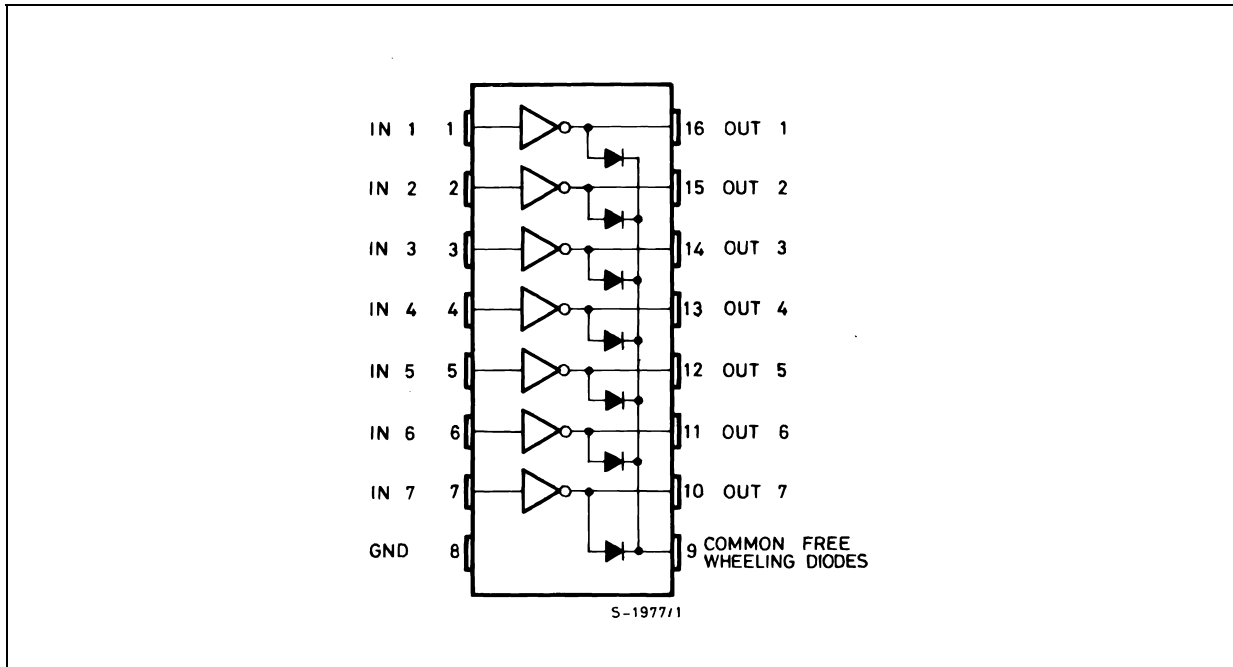 IN 1 1 16 OUT 1
IN 2 2 15 OUT 2
IN 3 3 14 OUT 3
IN 4 4 13 OUT 4
IN 5 5 12 OUT 5
IN 6 6 11 OUT 6
IN 7 7 10 OUT 7
GND 8 9 COMMON FREE
WHEELING DIODES
S-1977/1